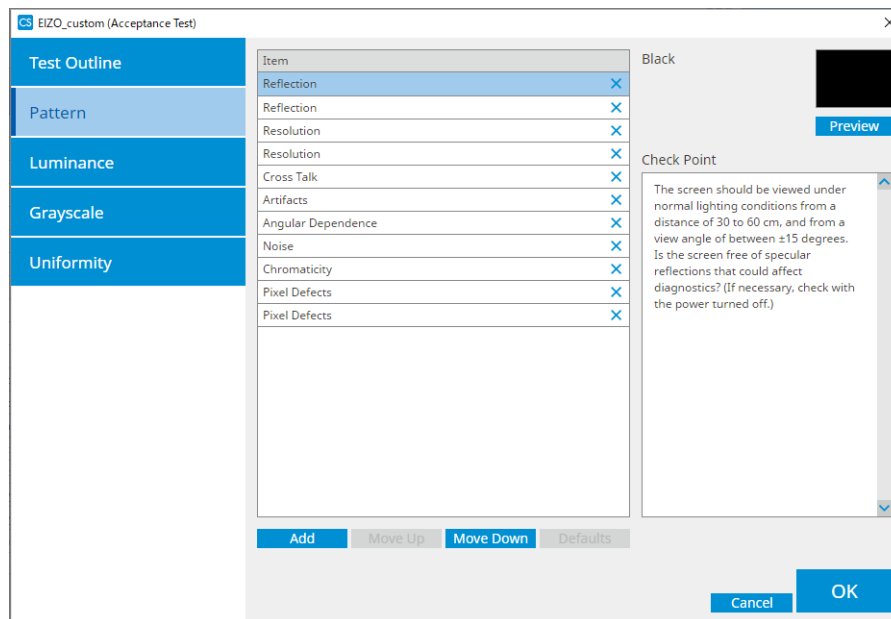 CS EIZO_custom (Acceptance Test)
Test Outline
Pattern
Luminance
Grayscale
Uniformity
Item
Reflection
Reflection
Resolution
Resolution
Cross Talk
Artifacts
Angular Dependence
Noise
Chromaticity
Pixel Defects
Pixel Defects
Add
Move Up
Move Down
Defaults
Black
Preview
Check Point
The screen should be viewed under
normal lighting conditions from a
distance of 30 to 60 cm, and from a
view angle of between ±15 degrees.
Is the screen free of specular
reflections that could affect
diagnostics? (If necessary, check with
the power turned off.)
Cancel
OK